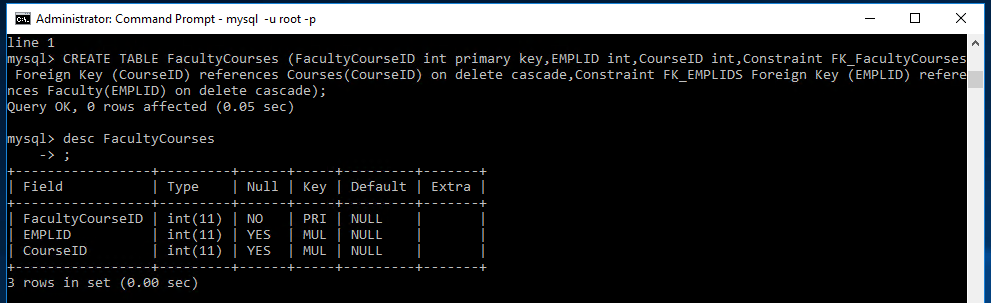 Administrator: Command Prompt - mysql -u root -p
line 1
mysql> CREATE TABLE FacultyCourses (FacultyCourseID int primary key,EMPLID int,CourseID int,Constraint FK_FacultyCourses
 Foreign Key (CourseID) references Courses(CourseID) on delete cascade,Constraint FK_EMPLIDS Foreign Key (EMPLID) refere
nces Faculty(EMPLID) on delete cascade);
Query OK, 0 rows affected (0.05 sec)
mysql> desc FacultyCourses
    -> ;
+-----------------+---------+------+-----+---------+-------+
| Field           | Type    | Null | Key | Default | Extra |
+-----------------+---------+------+-----+---------+-------+
| FacultyCourseID | int(11) | NO   | PRI | NULL    |       |
| EMPLID          | int(11) | YES  | MUL | NULL    |       |
| CourseID        | int(11) | YES  | MUL | NULL    |       |
+-----------------+---------+------+-----+---------+-------+
3 rows in set (0.00 sec)